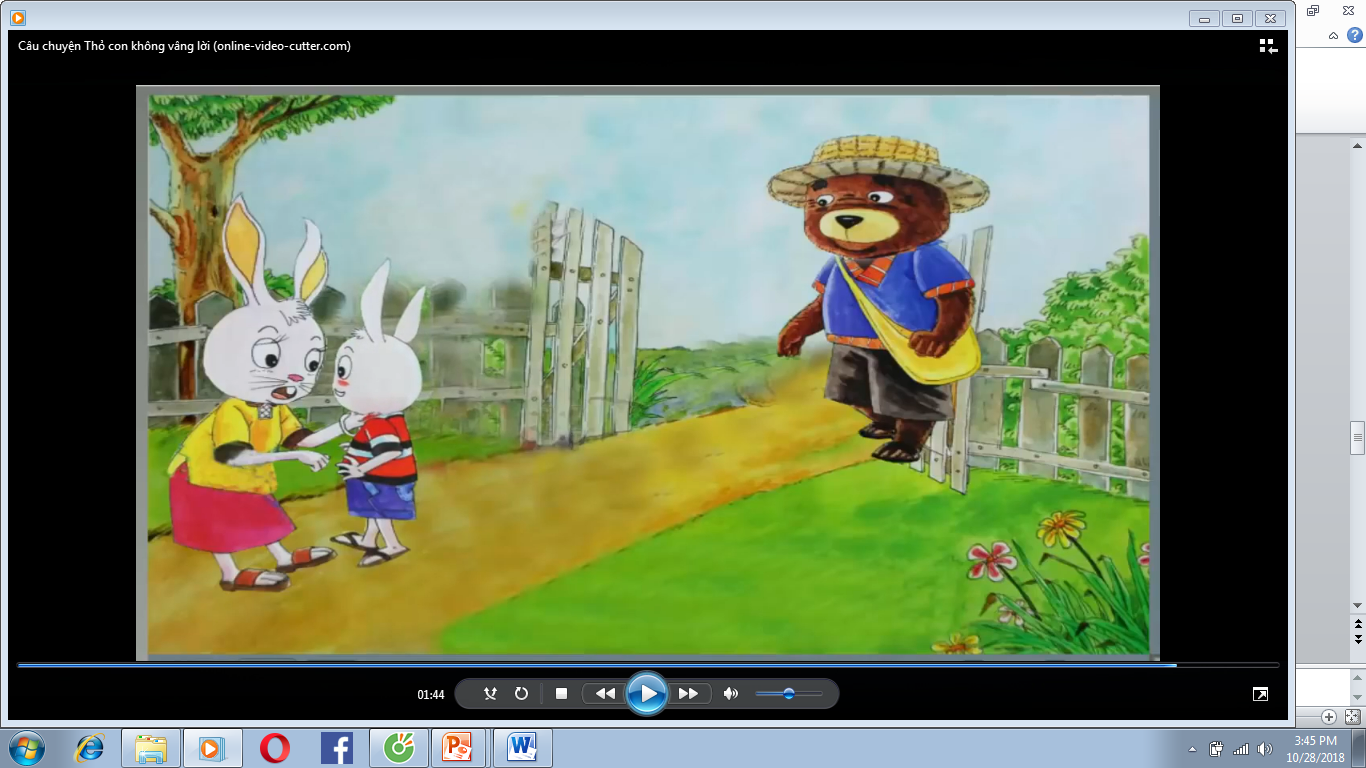 Câu chuyện Thỏ con không vâng lời (online-video-cutter.com)
01:44
3:45 PM
10/28/2018